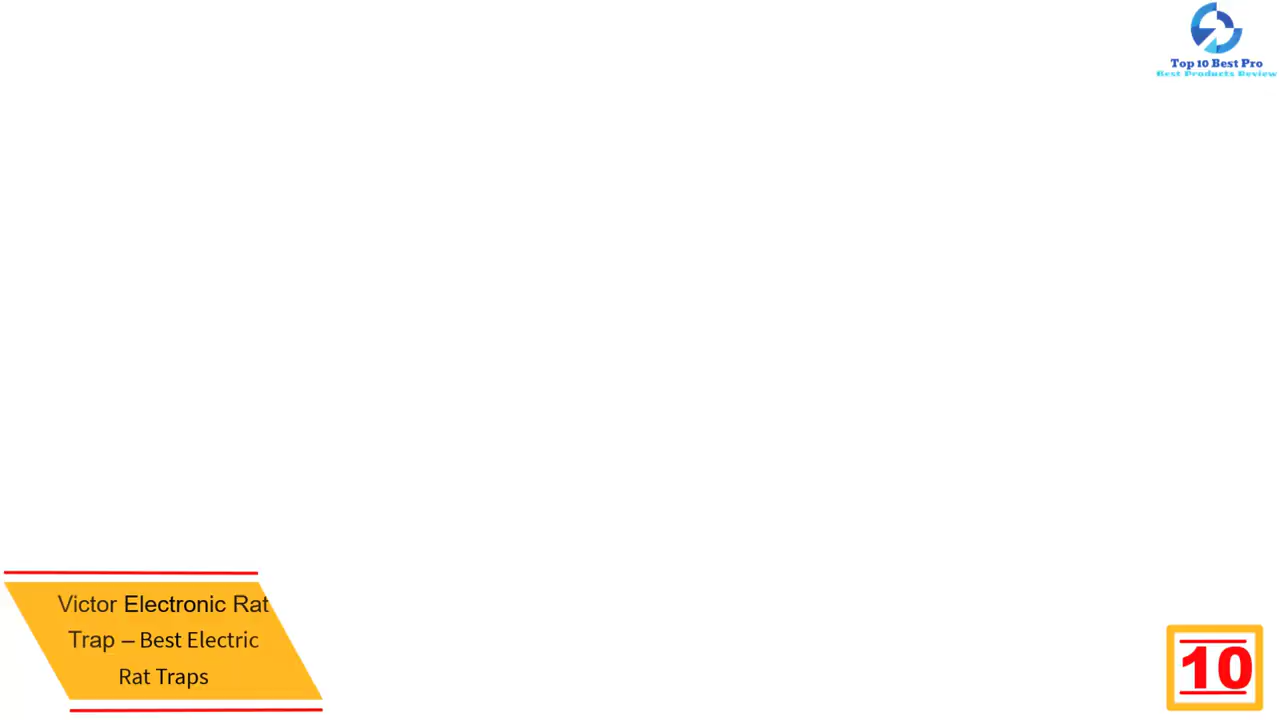 Top 10 Best Pro
Best Products Review
Victor Electronic Rat
Trap – Best Electric
Rat Traps
10